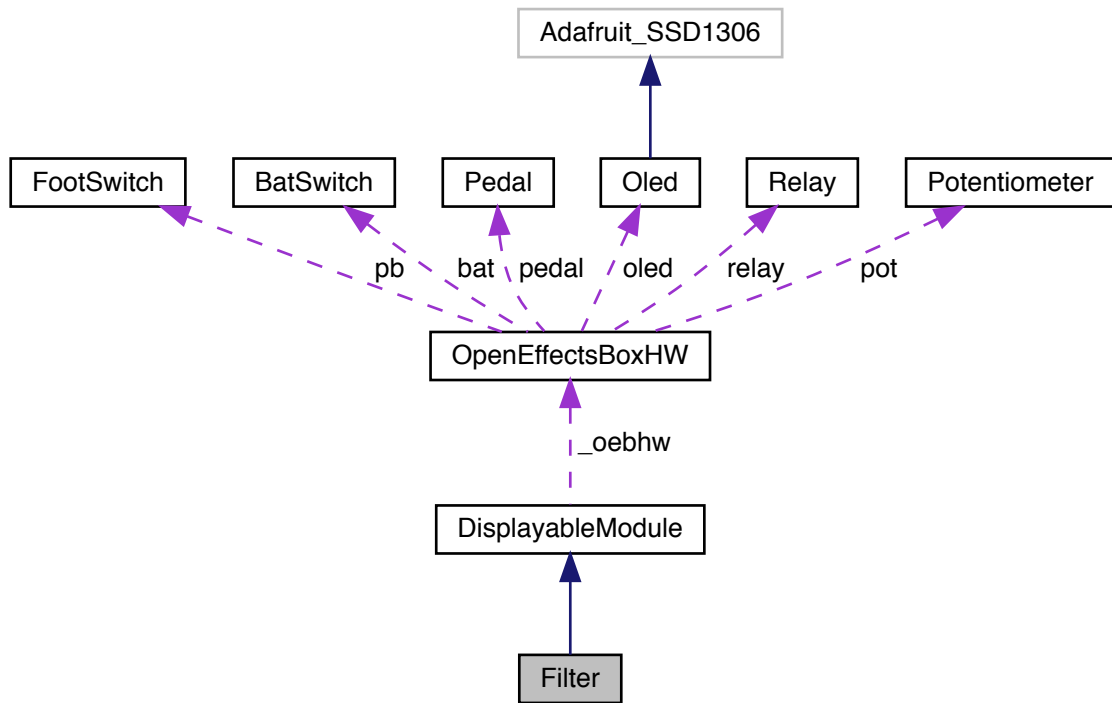 Adafruit_SSD1306
FootSwitch
BatSwitch
Pedal
Oled
Relay
Potentiometer
pb
bat
pedal
oled
relay
pot
OpenEffectsBoxHW
_oebhw
DisplayableModule
Filter